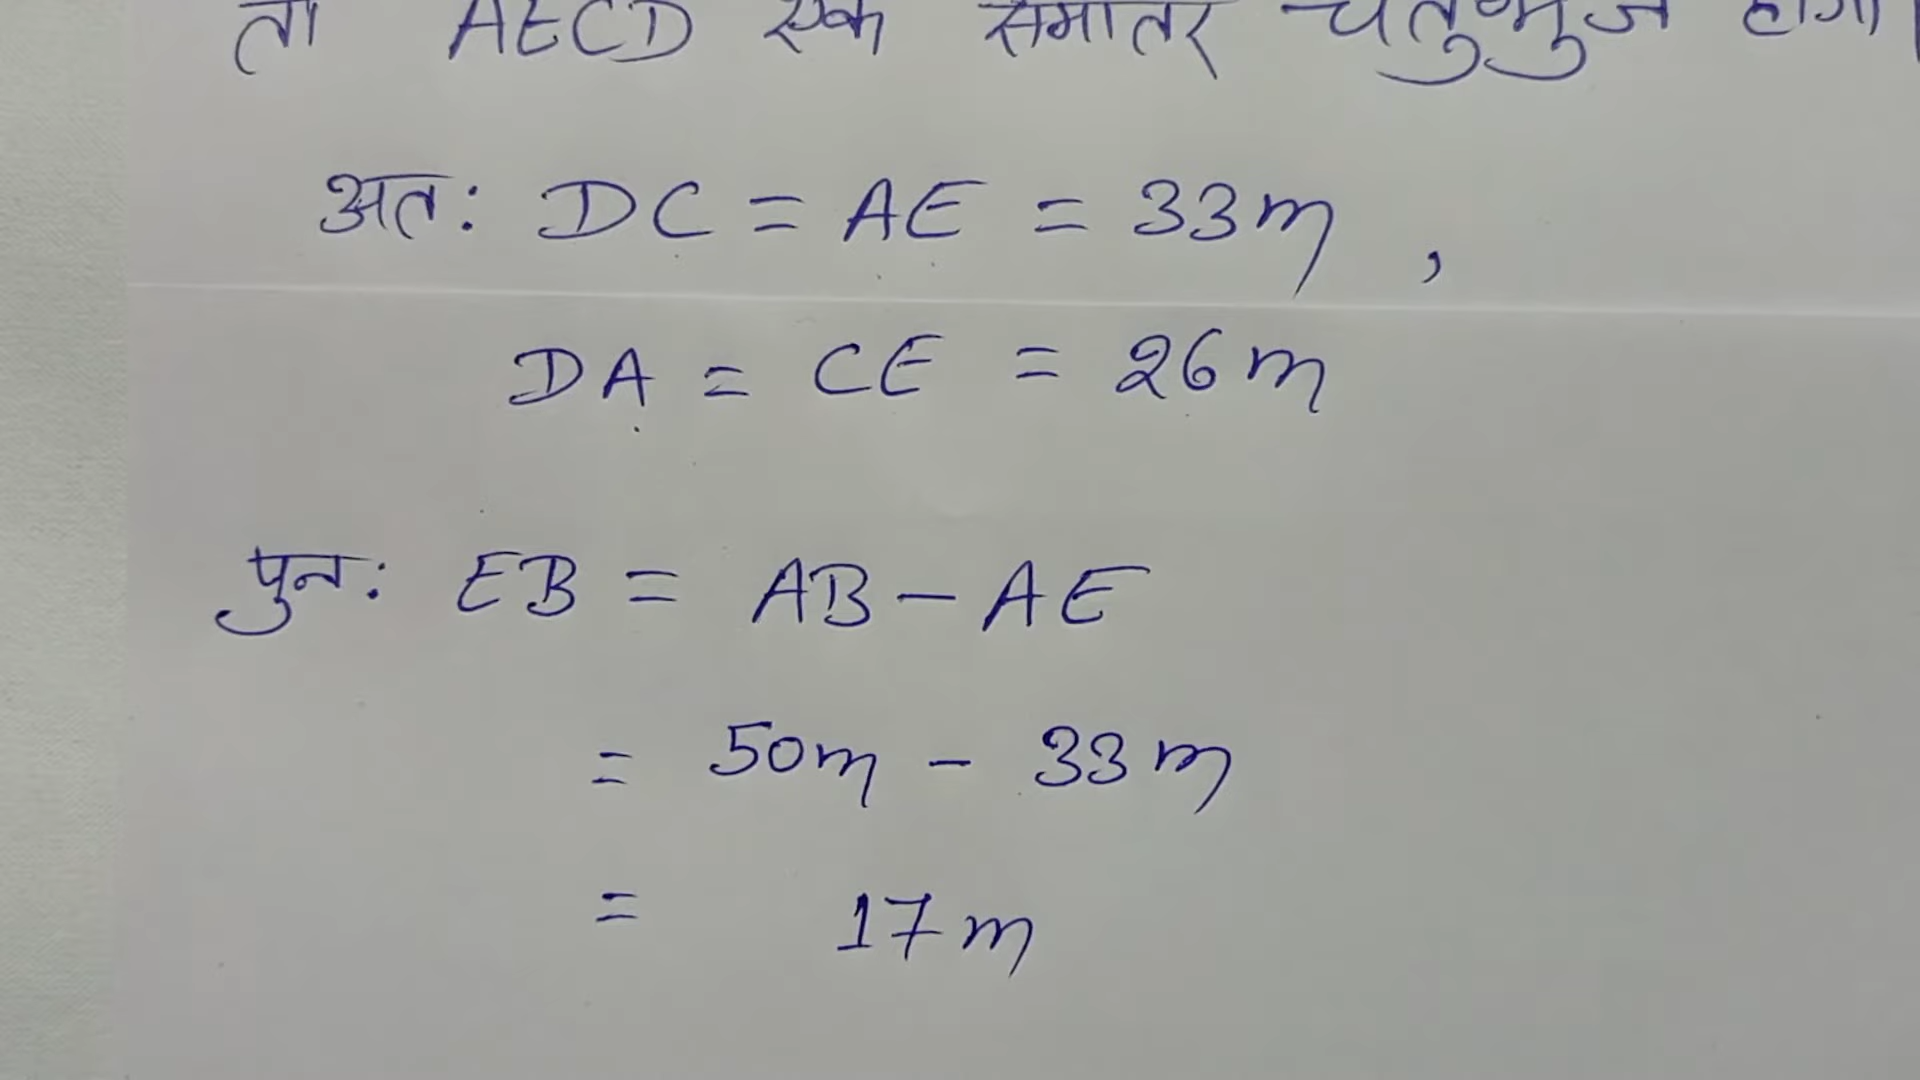 तो AECD एक समांतर चतुर्भुज होगा।
अतः DC = AE = 33m ,
DA = CE = 26m
पुनः EB = AB - AE
= 50m - 33m
= 17m